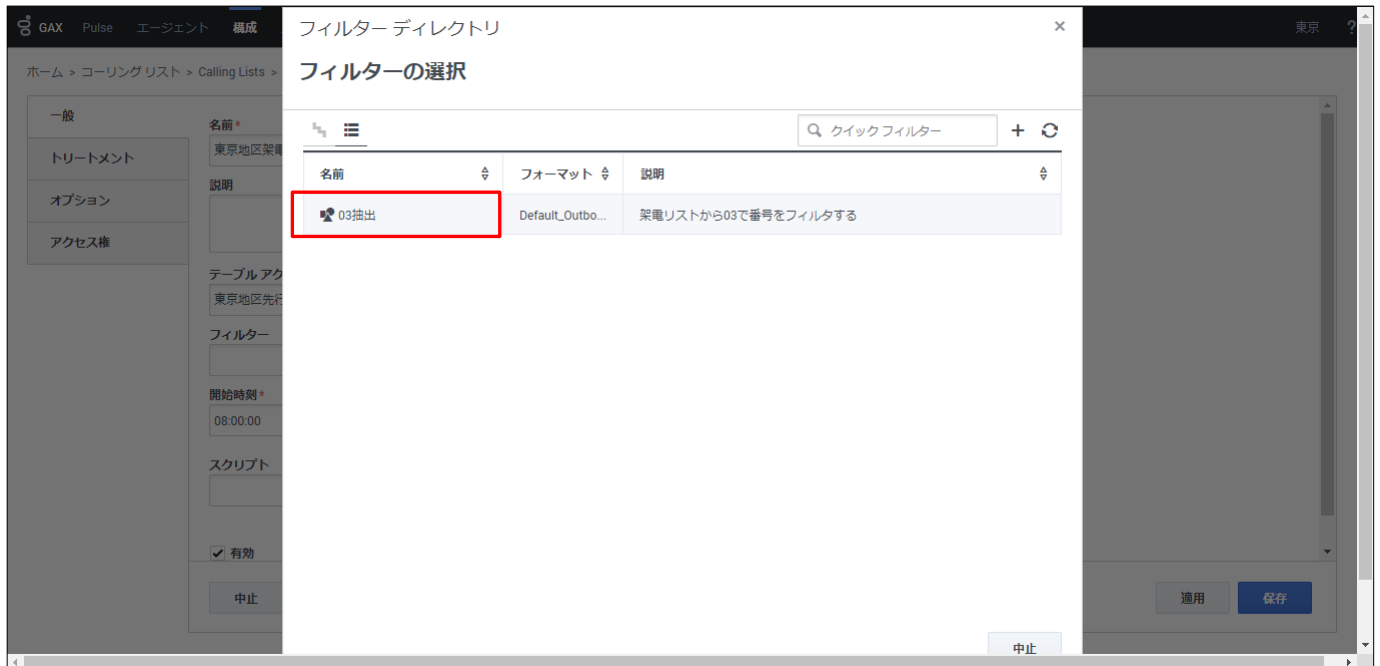 GAX Pulse エージェント 構成 東京 ?
ホーム > コーリング リスト > Calling Lists >
フィルター ディレクトリ
×
フィルターの選択
クイック フィルター
名前 フォーマット 説明
03抽出 Default_Outbo... 架電リストから03で番号をフィルタする
中止
一般
トリートメント
オプション
アクセス権
名前*
東京地区架電
説明
テーブル アク
東京地区先行
フィルター
開始時刻*
08:00:00
スクリプト
有効
中止 適用 保存